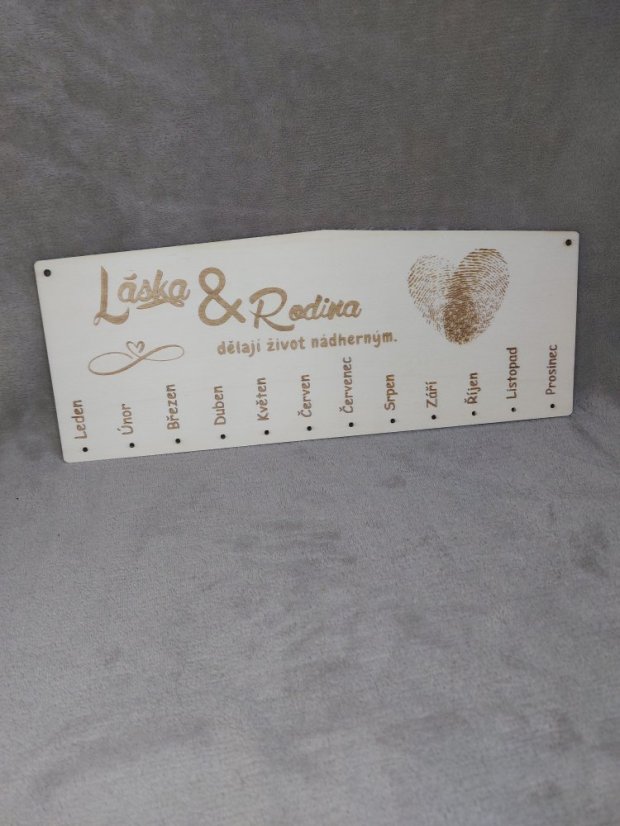 Láska & Rodina
dělají život nádherným.
Leden
Únor
Březen
Duben
Květen
Červen
Červenec
Srpen
Září
Říjen
Listopad
Prosinec